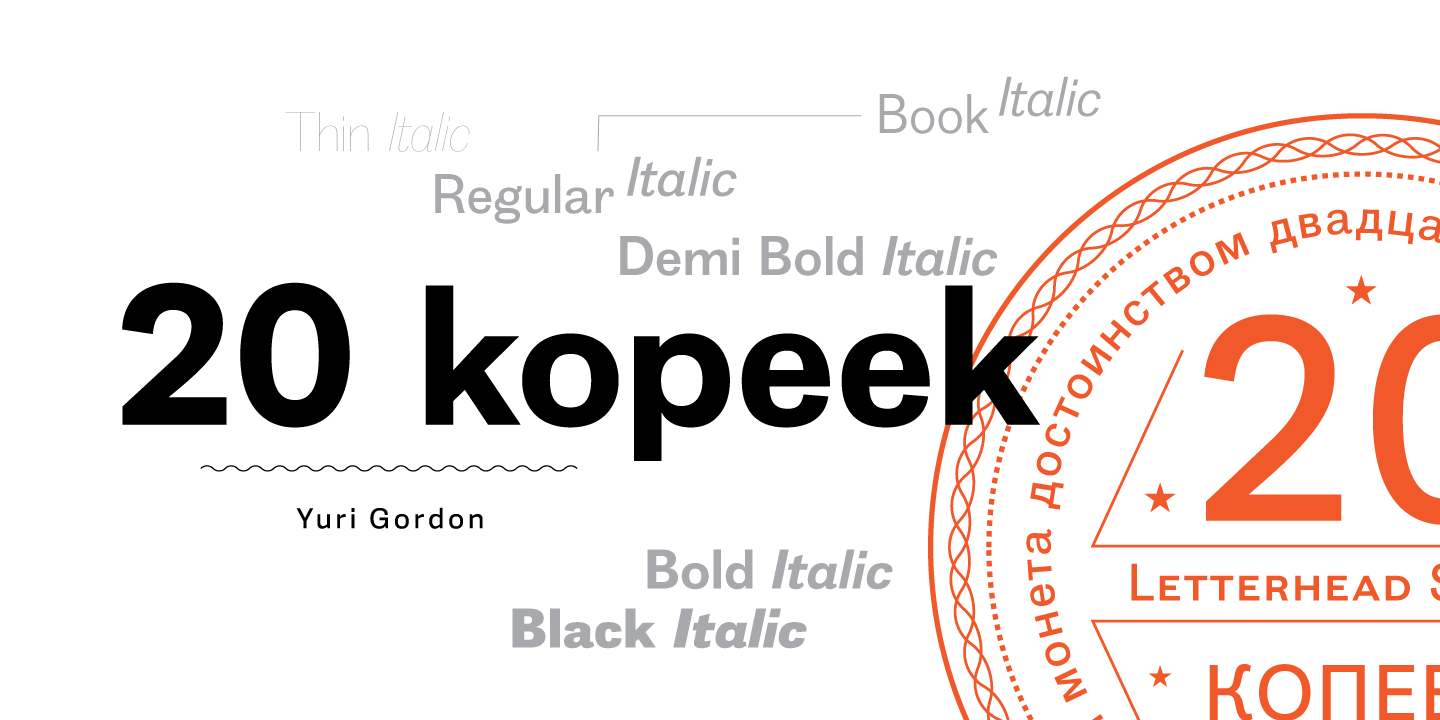 Thin Italic
Book Italic
Regular Italic
Demi Bold Italic
20 kopeek
Yuri Gordon
Bold Italic
Black Italic
монета достоинством двадца
20
Letterhead S
КОПЕЕ